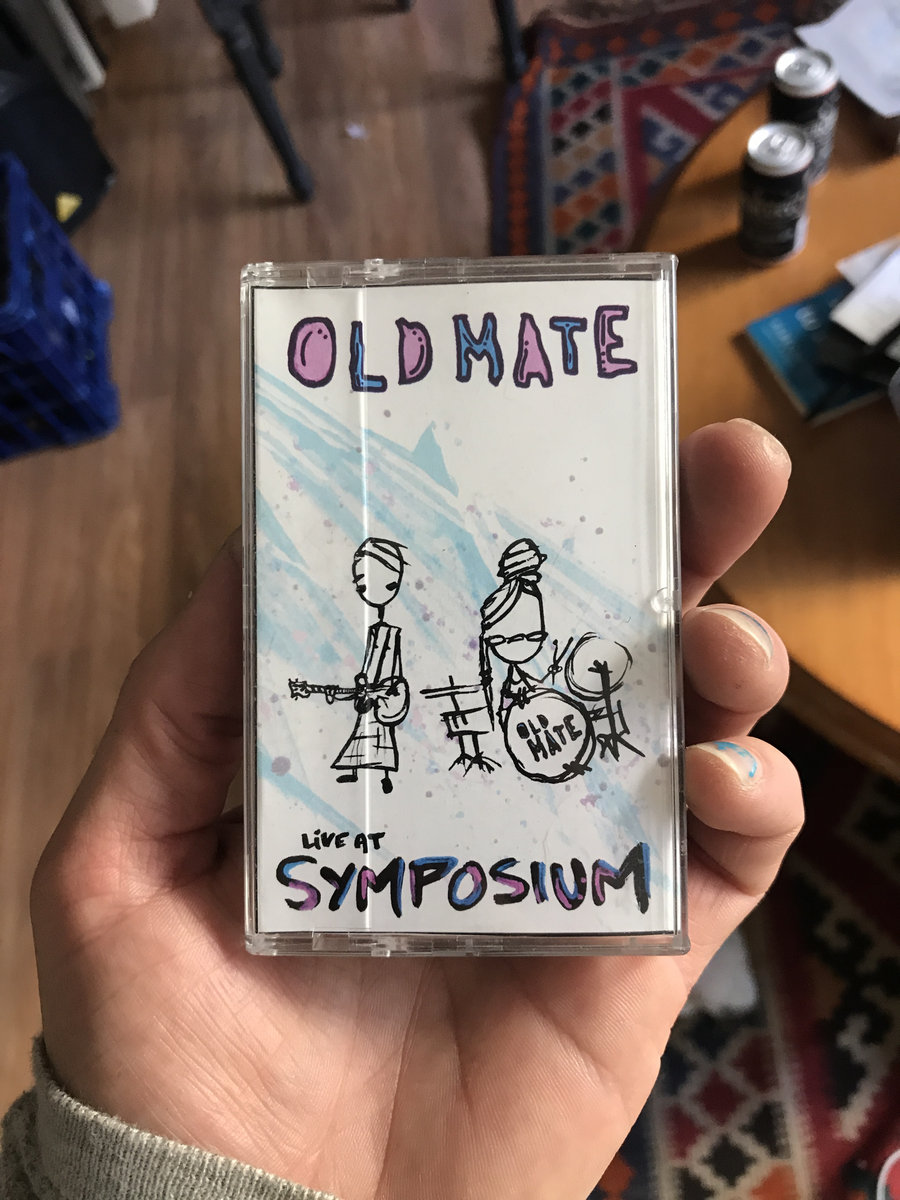 OLD MATE
OLD
MATE
LiVE AT
SYMPOSIUM